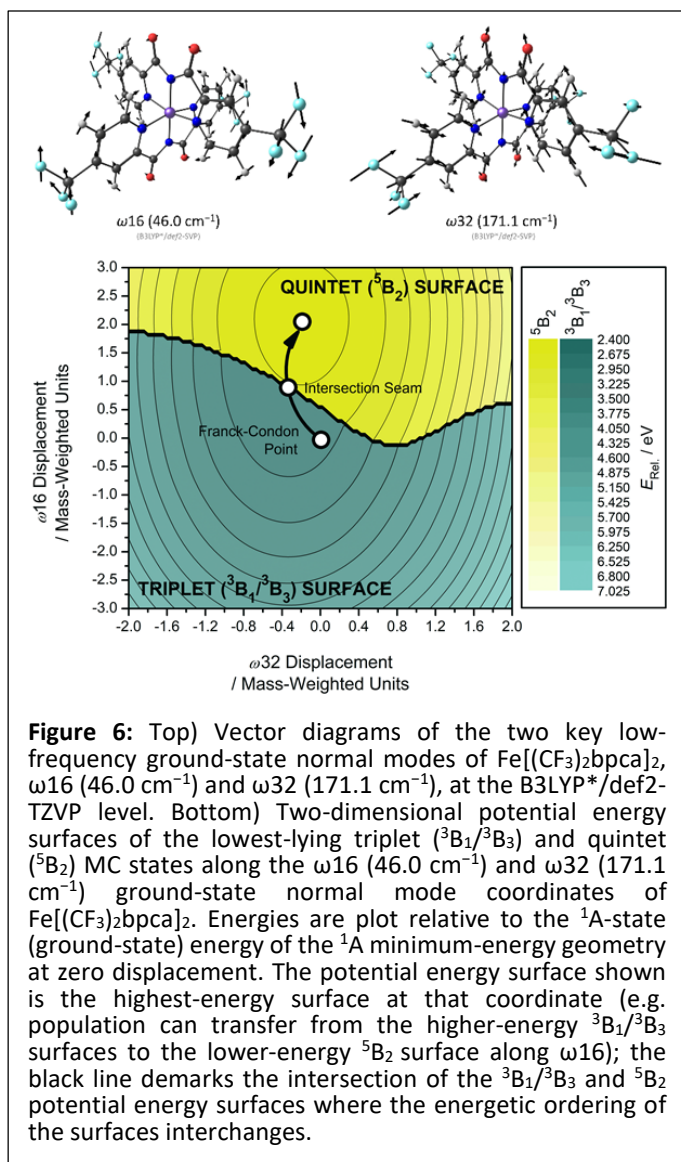 ω16 (46.0 cm⁻¹)
(B3LYP*/def2-SVP)
ω32 (171.1 cm⁻¹)
(B3LYP*/def2-SVP)
3.0
2.5
2.0
1.5
1.0
0.5
0.0
-0.5
-1.0
-1.5
-2.0
-2.5
-3.0
ω16 Displacement
/ Mass-Weighted Units
QUINTET (⁵B₂) SURFACE
Intersection Seam
Franck-Condon
Point
TRIPLET (³B₁/³B₃) SURFACE
-2.0 -1.6 -1.2 -0.8 -0.4 0.0 0.4 0.8 1.2 1.6 2.0
ω32 Displacement
/ Mass-Weighted Units
⁵B₂
³B₁/³B₃
2.400
2.675
2.950
3.225
3.500
3.775
4.050
4.325
4.600
4.875
5.150
5.425
5.700
5.975
6.250
6.525
6.800
7.025
E Rel. / eV
Figure 6: Top) Vector diagrams of the two key low-
frequency ground-state normal modes of Fe[(CF₃)₂bpca]₂,
ω16 (46.0 cm⁻¹) and ω32 (171.1 cm⁻¹), at the B3LYP*/def2-
TZVP level. Bottom) Two-dimensional potential energy
surfaces of the lowest-lying triplet (³B₁/³B₃) and quintet
(⁵B₂) MC states along the ω16 (46.0 cm⁻¹) and ω32 (171.1
cm⁻¹) ground-state normal mode coordinates of
Fe[(CF₃)₂bpca]₂. Energies are plot relative to the ¹A-state
(ground-state) energy of the ¹A minimum-energy geometry
at zero displacement. The potential energy surface shown
is the highest-energy surface at that coordinate (e.g.
population can transfer from the higher-energy ³B₁/³B₃
surfaces to the lower-energy ⁵B₂ surface along ω16); the
black line demarks the intersection of the ³B₁/³B₃ and ⁵B₂
potential energy surfaces where the energetic ordering of
the surfaces interchanges.